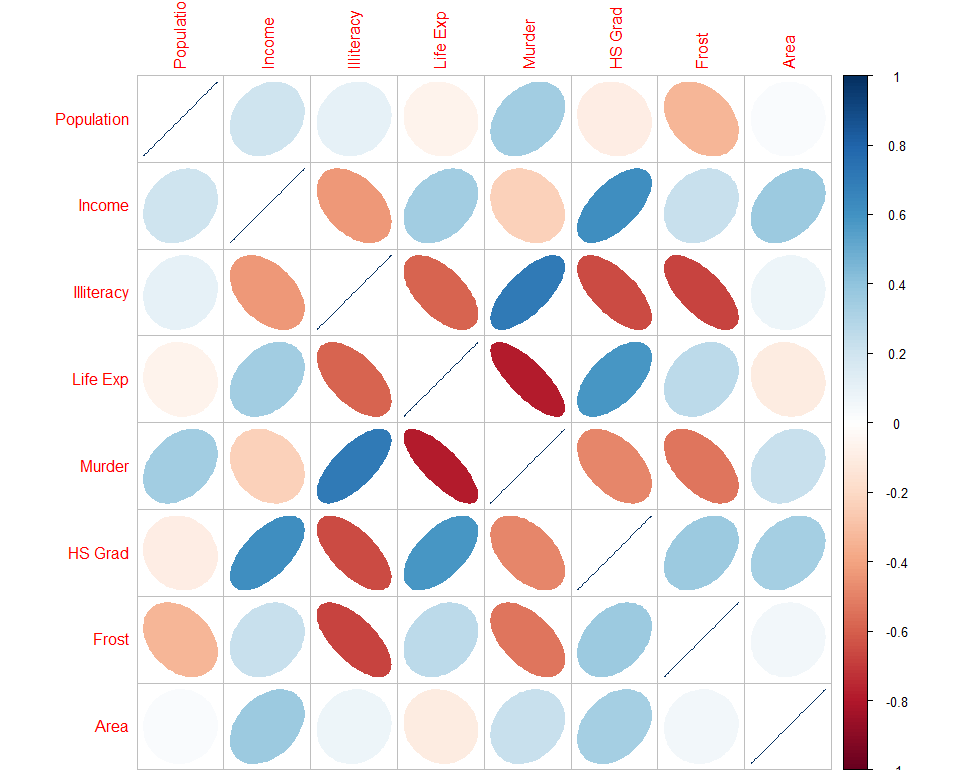 Populatio
Income
Illiteracy
Life Exp
Murder
HS Grad
Frost
Area
1
Population
0.8
Income
0.6
0.4
Illiteracy
0.2
Life Exp
0
Murder
-0.2
HS Grad
-0.4
Frost
-0.6
-0.8
Area
-1